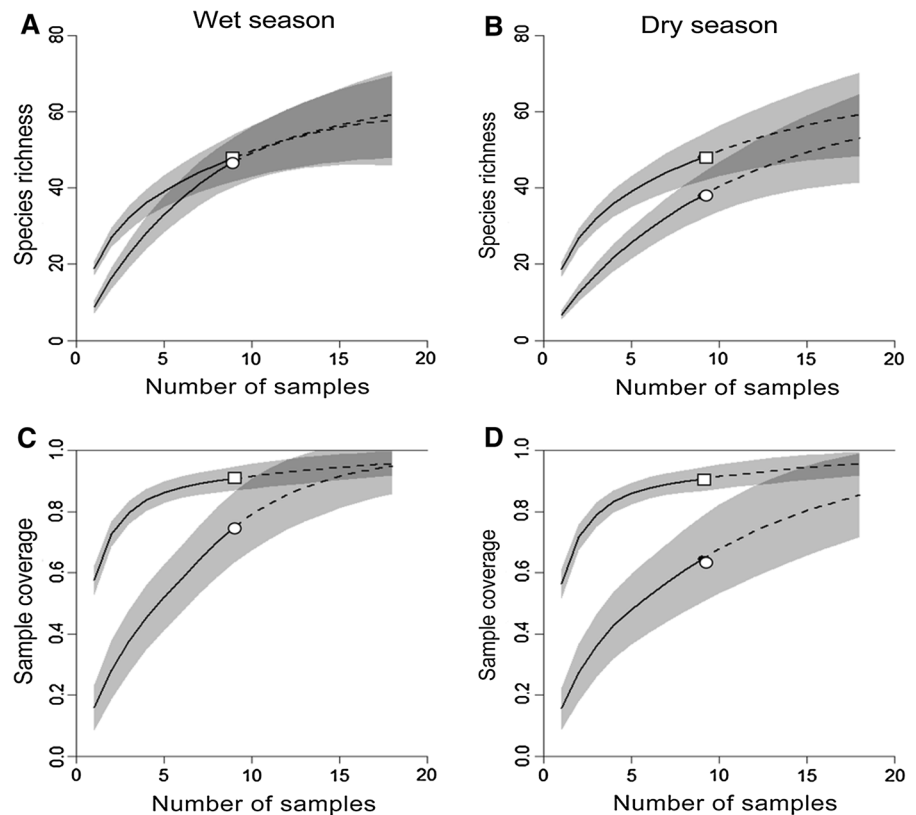 A
Wet season
80
60
40
20
0
Species richness
0 5 10 15 20
Number of samples
B
Dry season
80
60
40
20
0
Species richness
0 5 10 15 20
Number of samples
C
1.0
0.8
0.6
0.4
0.2
0.0
Sample coverage
0 5 10 15 20
Number of samples
D
1.0
0.8
0.6
0.4
0.2
0.0
Sample coverage
0 5 10 15 20
Number of samples